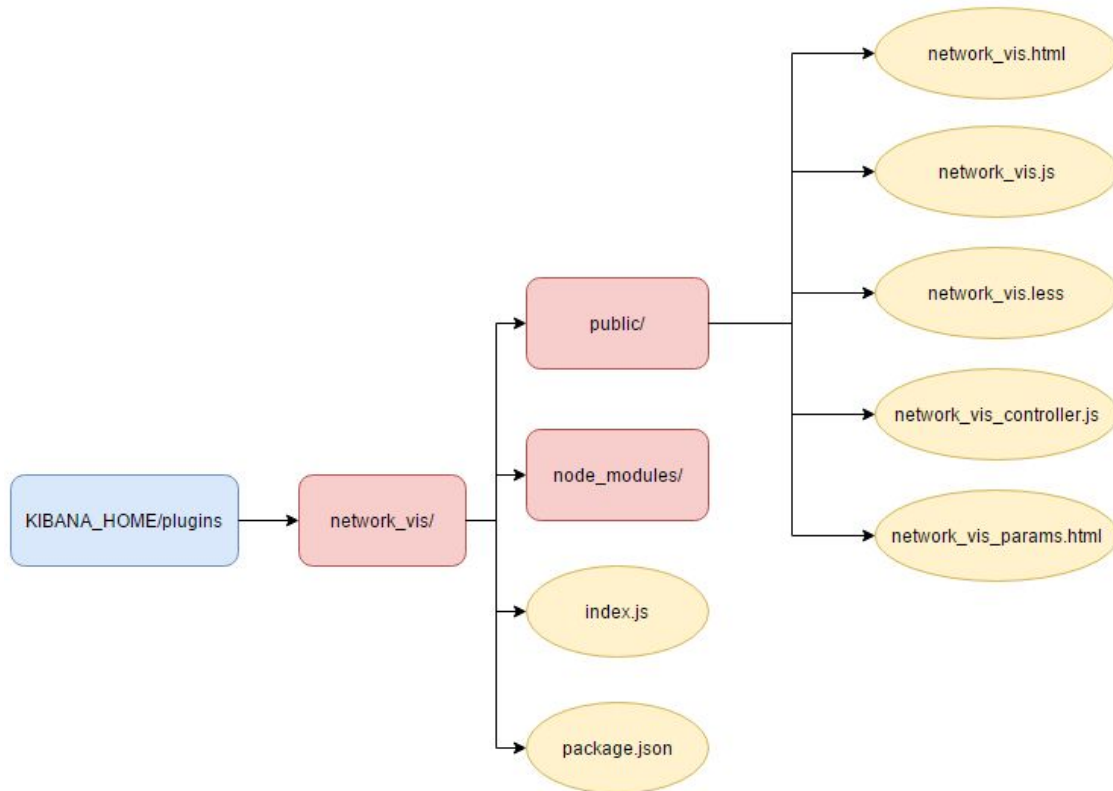 network_vis.html
network_vis.js
public/
network_vis.less
network_vis_controller.js
node_modules/
KIBANA_HOME/plugins
network_vis/
network_vis_params.html
index.js
package.json